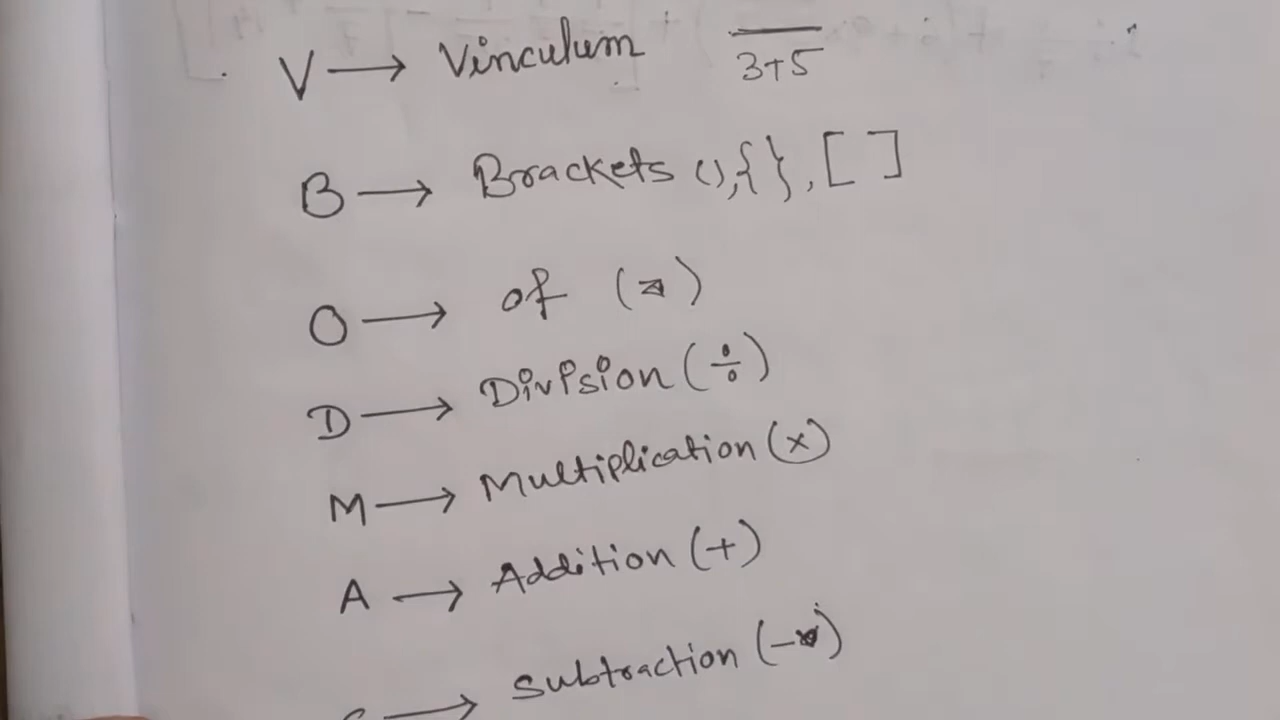 V → Vinculum 3+5
B → Brackets (), { }, [ ]
O → of ( )
D → Division (÷)
M → Multiplication (×)
A → Addition (+)
S → Subtraction (-)